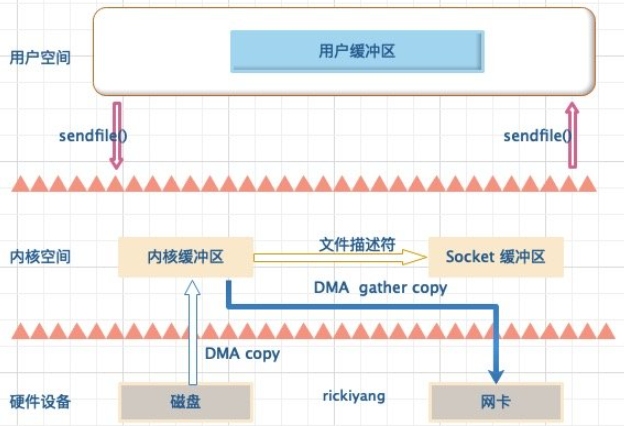 用户空间
用户缓冲区
sendfile()
sendfile()
内核空间
内核缓冲区
文件描述符
Socket 缓冲区
DMA gather copy
DMA copy
硬件设备
磁盘
rickiyang
网卡